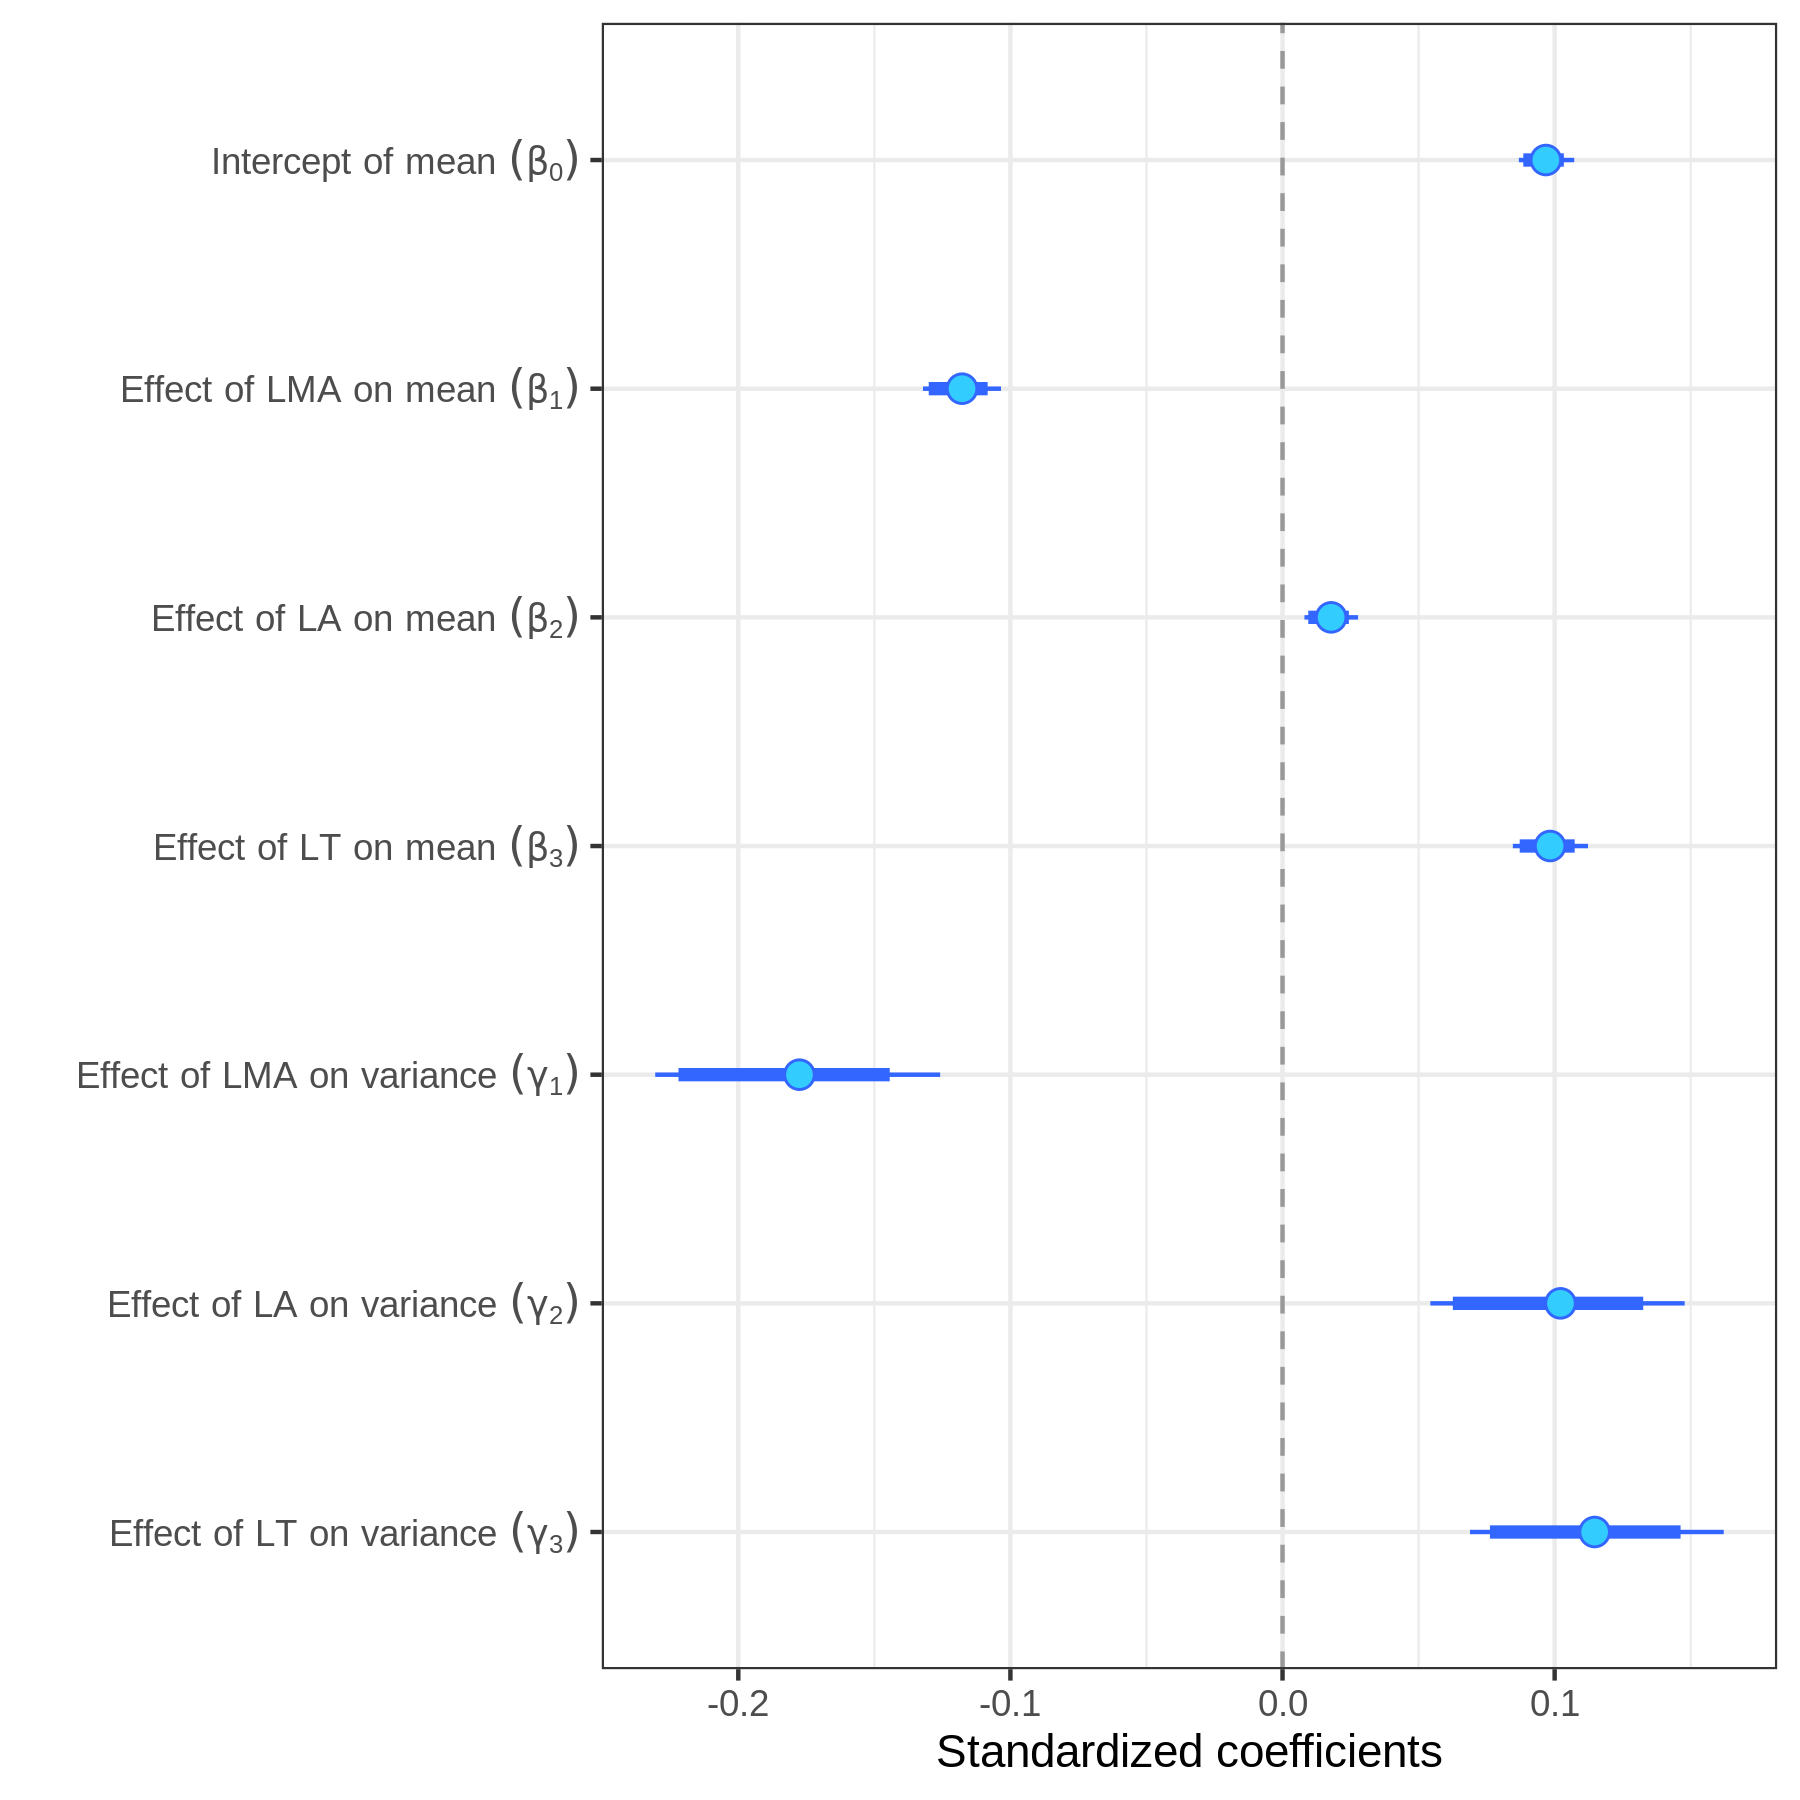 Intercept of mean (β₀)
Effect of LMA on mean (β₁)
Effect of LA on mean (β₂)
Effect of LT on mean (β₃)
Effect of LMA on variance (γ₁)
Effect of LA on variance (γ₂)
Effect of LT on variance (γ₃)
-0.2 -0.1 0.0 0.1
Standardized coefficients